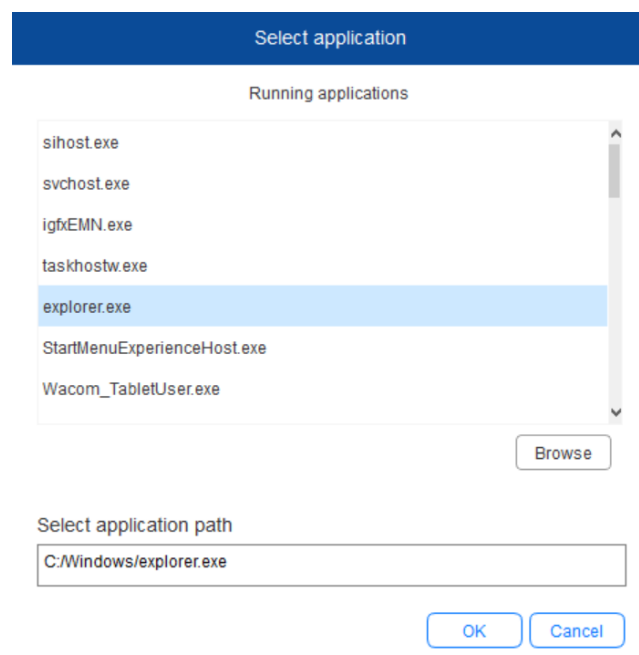 Select application
Running applications
sihost.exe
svchost.exe
igfxEMN.exe
taskhostw.exe
explorer.exe
StartMenuExperienceHost.exe
Wacom_TabletUser.exe
Browse
Select application path
C:/Windows/explorer.exe
OK Cancel